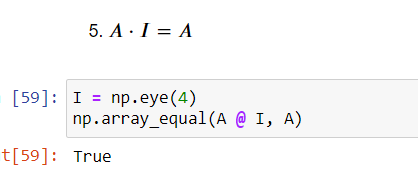 5. A · I = A
[59]: I = np.eye(4)
np.array_equal(A @ I, A)
t[59]: True